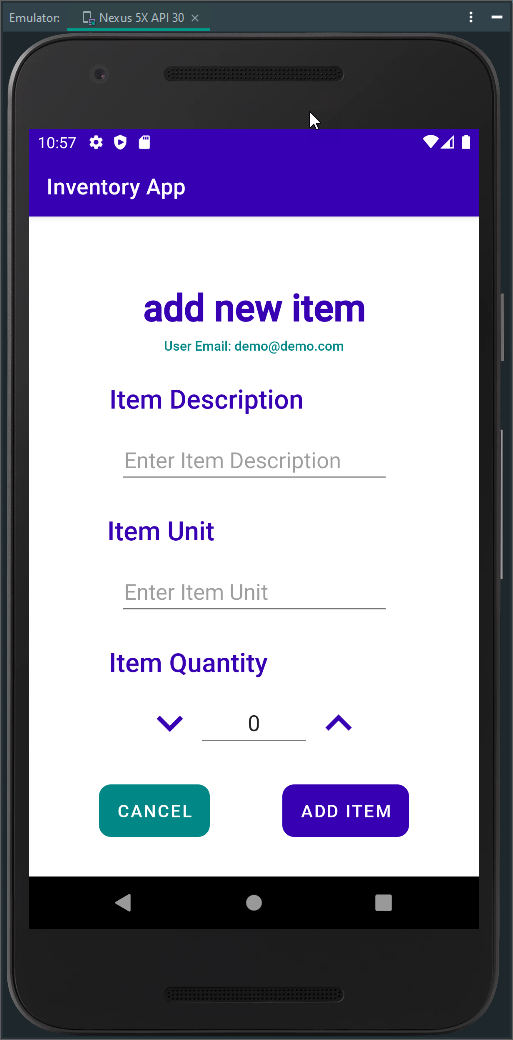 Emulator: Nexus 5X API 30
10:57
Inventory App
add new item
User Email: demo@demo.com
Item Description
Enter Item Description
Item Unit
Enter Item Unit
Item Quantity
0
CANCEL ADD ITEM